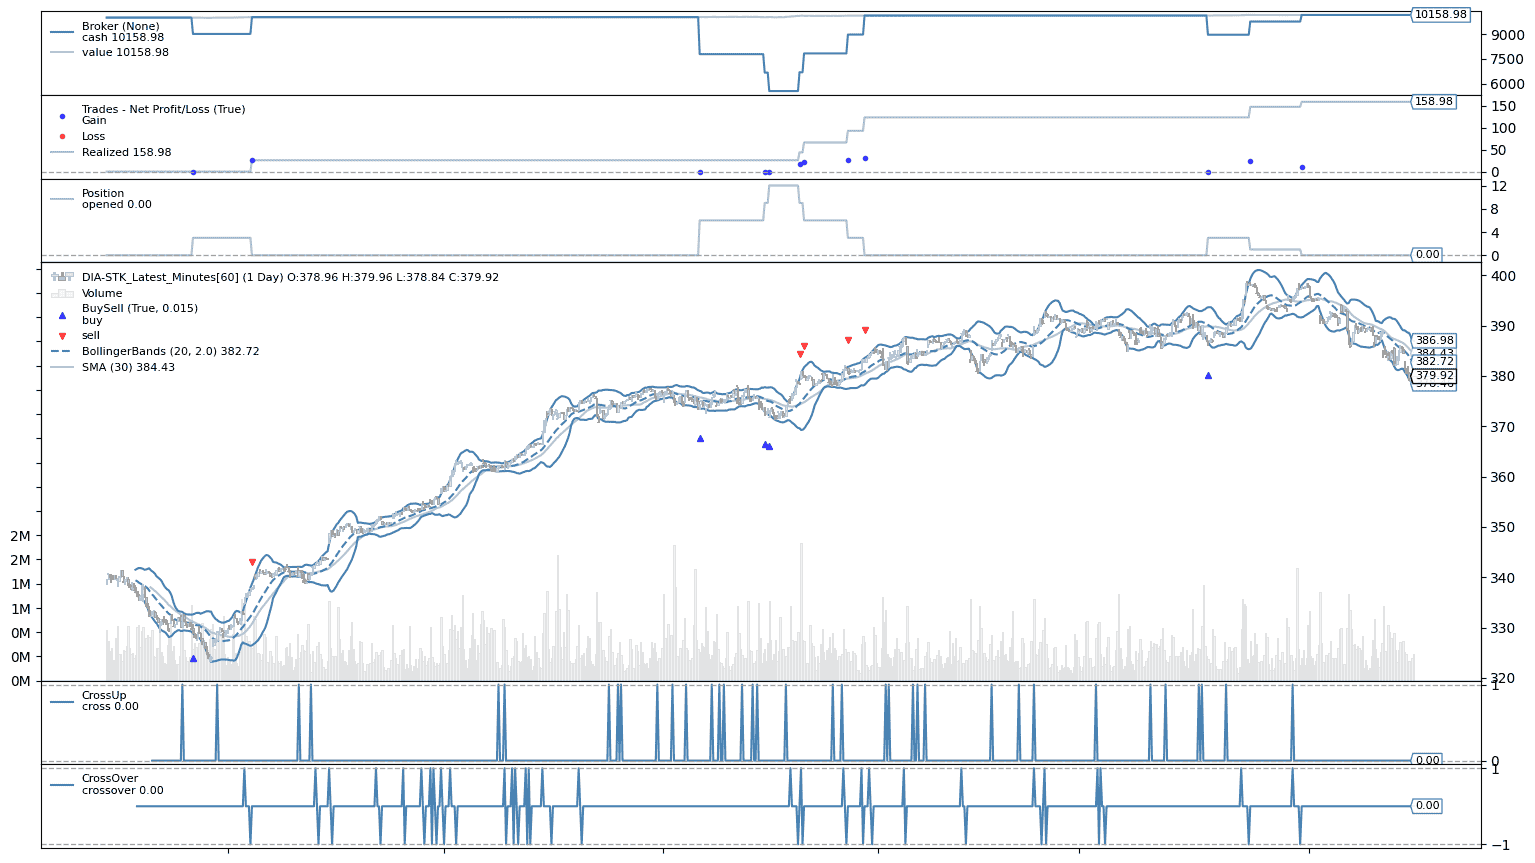 Broker (None)
cash 10158.98
value 10158.98
10158.98
9000
7500
6000
Trades - Net Profit/Loss (True)
Gain
Loss
Realized 158.98
158.98
150
100
50
0
Position
opened 0.00
12
8
4
0
0.00
DIA-STK_Latest_Minutes[60] (1 Day) O:378.96 H:379.96 L:378.84 C:379.92
Volume
BuySell (True, 0.015)
buy
sell
BollingerBands (20, 2.0) 382.72
SMA (30) 384.43
400
390
386.98
384.43
382.72
380
379.92
370
360
350
340
330
320
2M
2M
1M
1M
0M
0M
0M
CrossUp
cross 0.00
1
0
0.00
CrossOver
crossover 0.00
1
0.00
−1